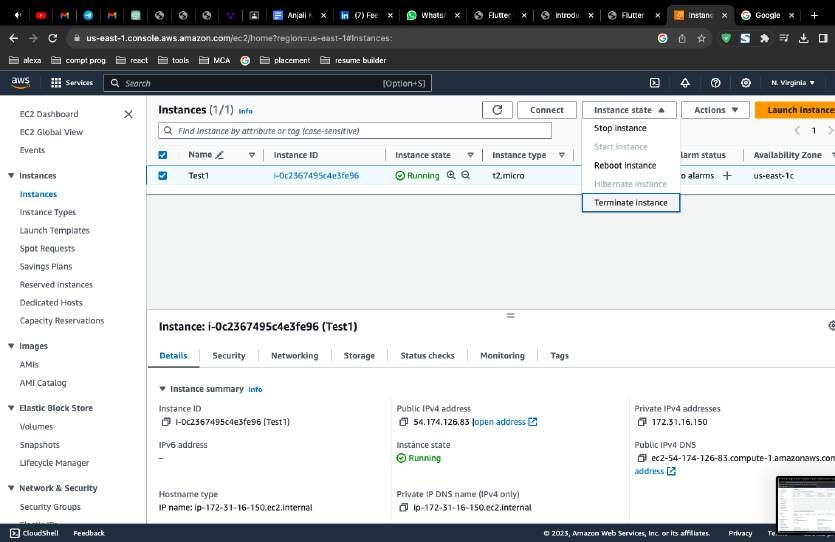 Anjali K
(7) Fee
Whats
Flutter
Introdu
Flutter
Instanc
Google
us-east-1.console.aws.amazon.com/ec2/home?region=us-east-1#Instances:
alexa compt prog react tools MCA placement resume builder
aws Services Search [Option+S] N. Virginia
EC2 Dashboard
EC2 Global View
Events
Instances
Instances
Instance Types
Launch Templates
Spot Requests
Savings Plans
Reserved Instances
Dedicated Hosts
Capacity Reservations
Images
AMIs
AMI Catalog
Elastic Block Store
Volumes
Snapshots
Lifecycle Manager
Network & Security
Security Groups
Instances (1/1) Info
Connect Instance state Actions Launch instance
Find Instance by attribute or tag (case-sensitive) 1
Stop instance
Start instance
Reboot instance
Hibernate instance
Terminate instance
Name Instance ID Instance state Instance type larm status Availability Zone
Test1 i-0c2367495c4e3fe96 Running t2.micro o alarms us-east-1c
Instance: i-0c2367495c4e3fe96 (Test1)
Details Security Networking Storage Status checks Monitoring Tags
Instance summary Info
Instance ID
i-0c2367495c4e3fe96 (Test1)
Public IPv4 address
54.174.126.83 |open address
Private IPv4 addresses
172.31.16.150
IPv6 address
–
Instance state
Running
Public IPv4 DNS
ec2-54-174-126-83.compute-1.amazonaws.com
address
Hostname type
IP name: ip-172-31-16-150.ec2.internal
Private IP DNS name (IPv4 only)
ip-172-31-16-150.ec2.internal
CloudShell Feedback © 2023, Amazon Web Services, Inc. or its affiliates. Privacy